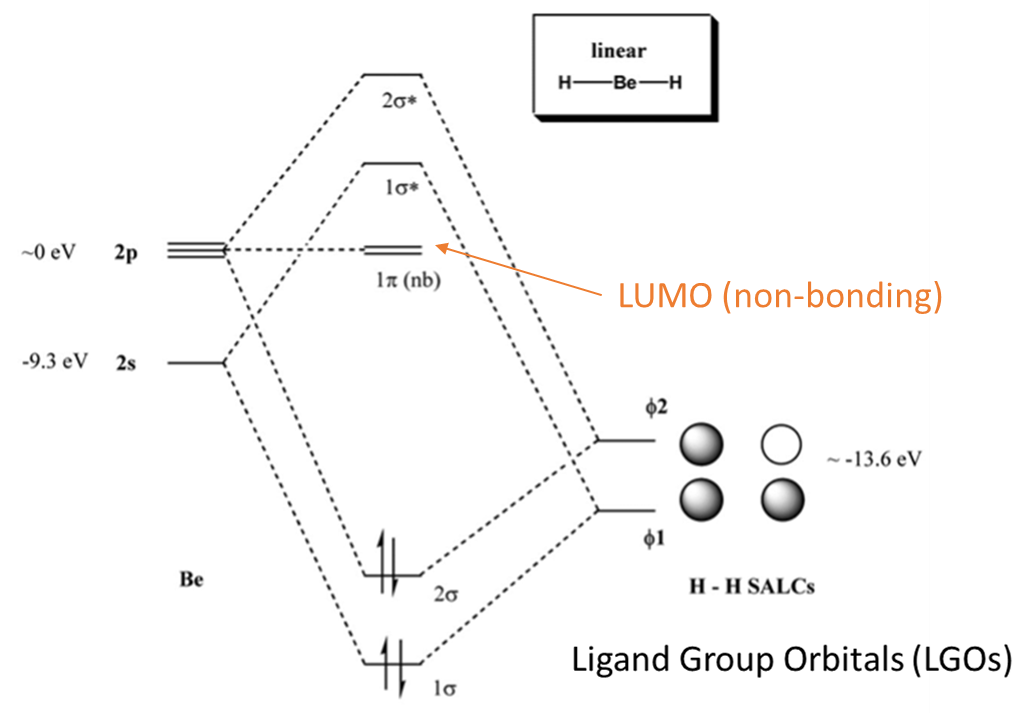 linear
H—Be—H
2σ*
1σ*
~0 eV 2p
1π (nb)
LUMO (non-bonding)
-9.3 eV 2s
ϕ2
~ -13.6 eV
ϕ1
Be
2σ
H - H SALCs
Ligand Group Orbitals (LGOs)
1σ